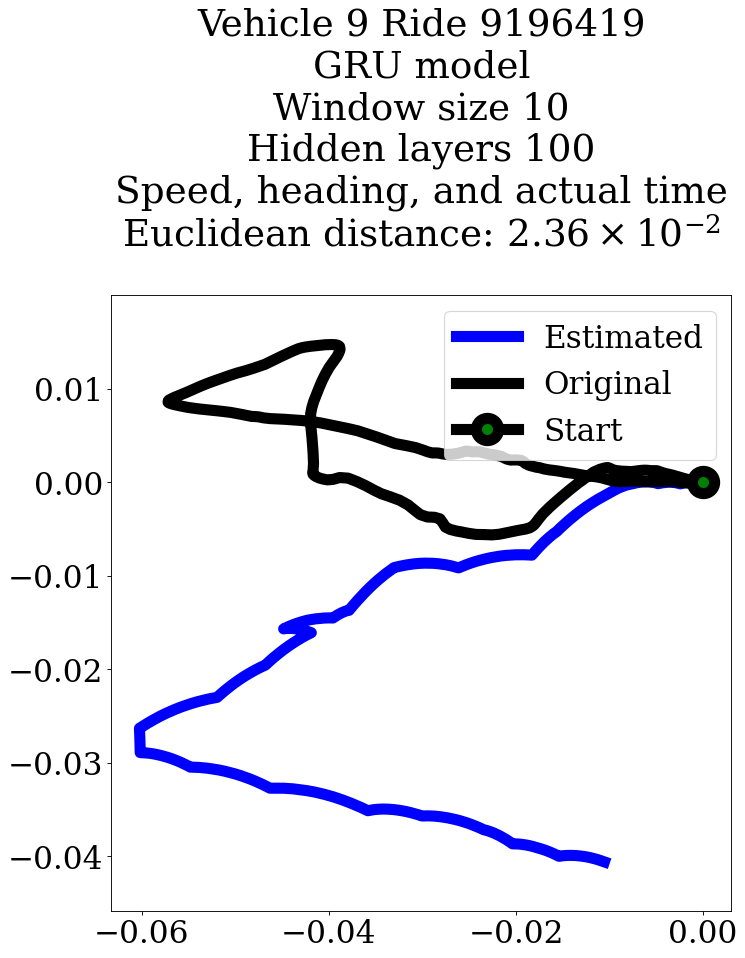 Vehicle 9 Ride 9196419
GRU model
Window size 10
Hidden layers 100
Speed, heading, and actual time
Euclidean distance: 2.36 × 10⁻²
Estimated
Original
Start
0.01
0.00
−0.01
−0.02
−0.03
−0.04
−0.06
−0.04
−0.02
0.00